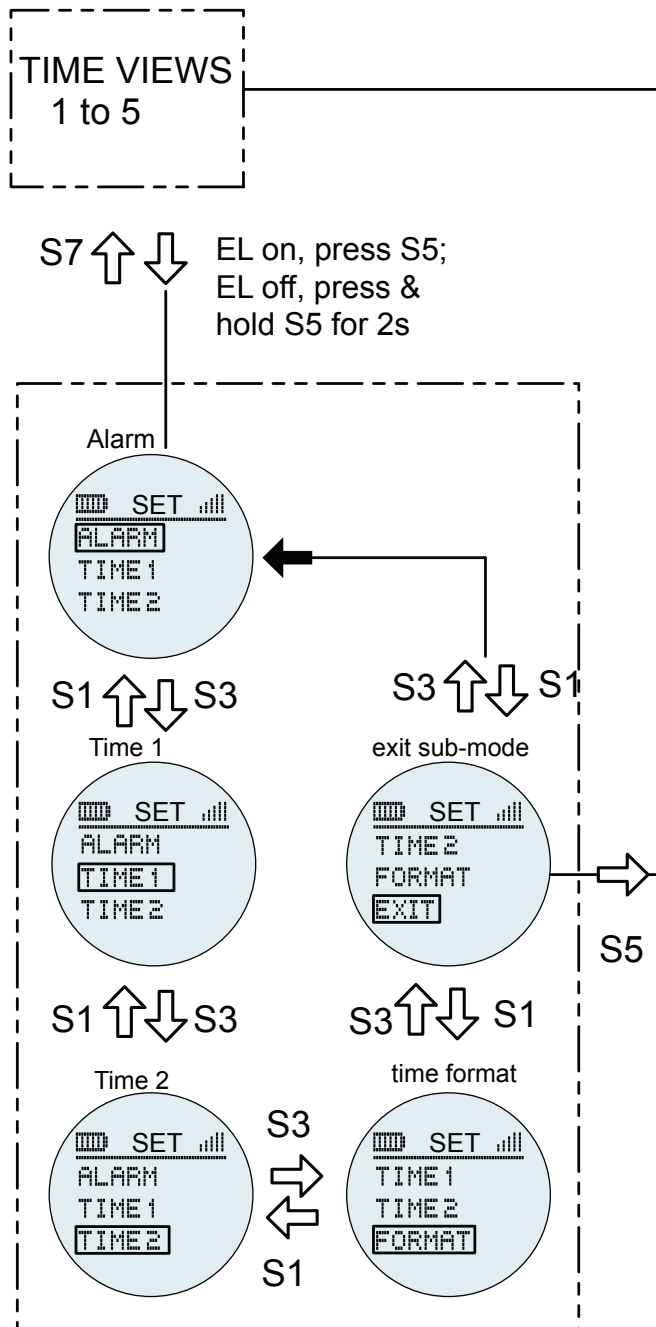 TIME VIEWS
1 to 5
S7
EL on, press S5;
EL off, press &
hold S5 for 2s
Alarm
SET
ALARM
TIME1
TIME2
S1
S3
Time 1
SET
ALARM
TIME1
TIME2
S1
S3
Time 2
SET
ALARM
TIME1
TIME2
S3
S1
time format
SET
TIME1
TIME2
FORMAT
S3
S1
exit sub-mode
SET
TIME2
FORMAT
EXIT
S3
S1
S5